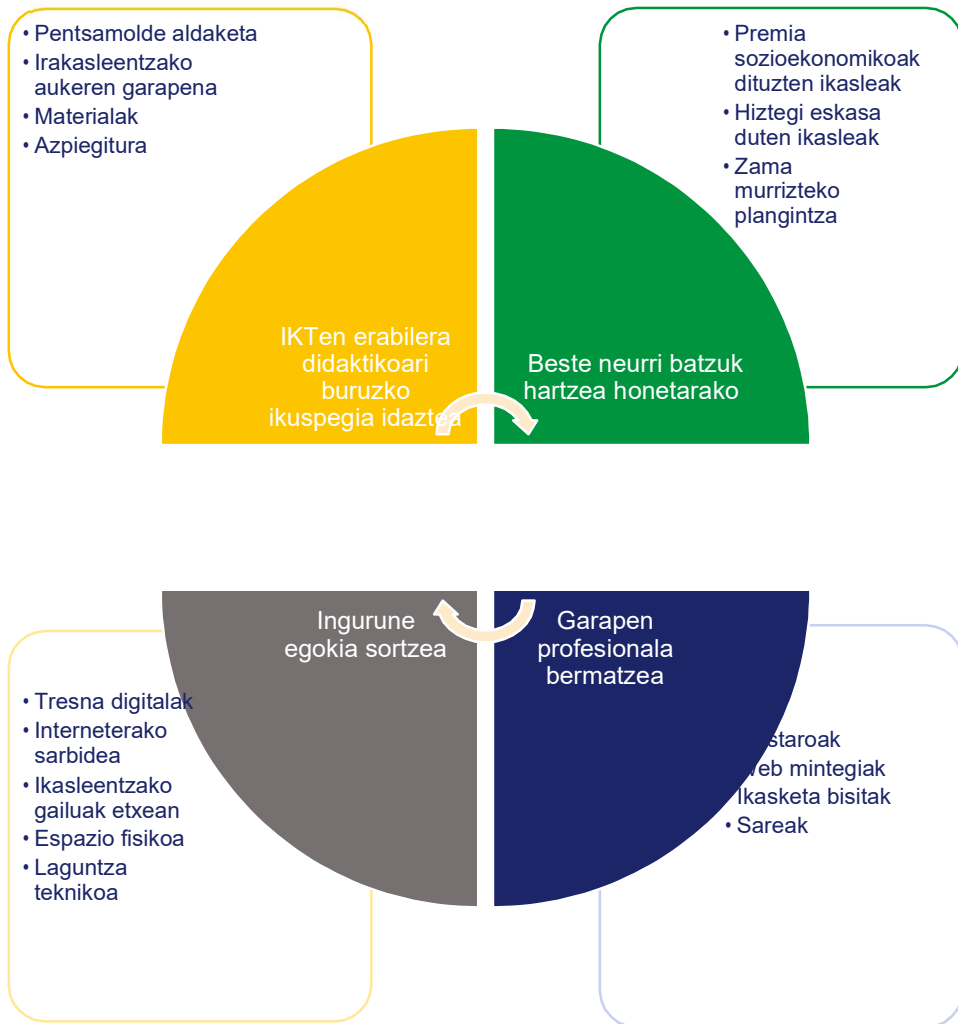 • Pentsamolde aldaketa
• Irakasleentzako
aukeren garapena
• Materialak
• Azpiegitura
• Premia
sozioekonomikoak
dituzten ikasleak
• Hiztegi eskasa
duten ikasleak
• Zama
murrizteko
plangintza
IKTen erabilera
didaktikoari
buruzko
ikuspegia idaztea
Beste neurri batzuk
hartzea honetarako
Ingurune
egokia sortzea
Garapen
profesionala
bermatzea
• Tresna digitalak
• Interneterako
sarbidea
• Ikasleentzako
gailuak etxean
• Espazio fisikoa
• Laguntza
teknikoa
mintegiak
Ikasketa bisitak
• Sareak